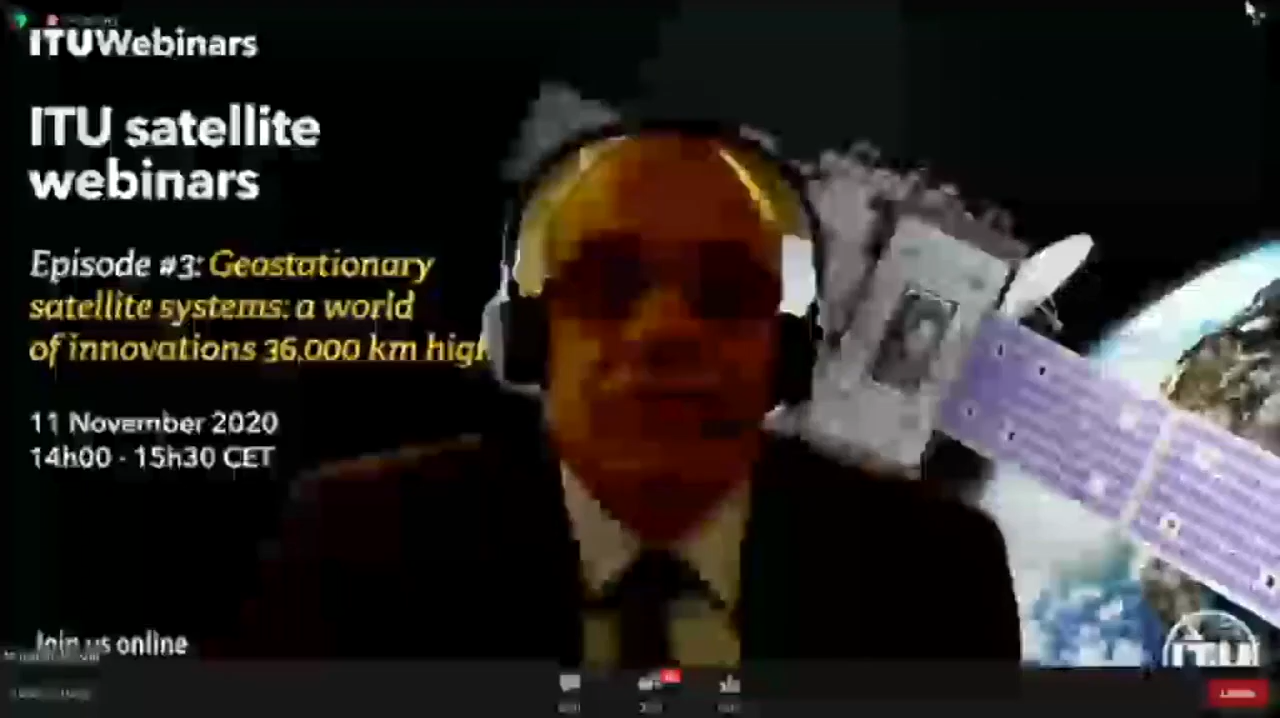 ITUWebinars
ITU satellite
webinars
Episode #3: Geostationary
satellite systems: a world
of innovations 36,000 km high
11 November 2020
14h00 - 15h30 CET
Join us online
ITU